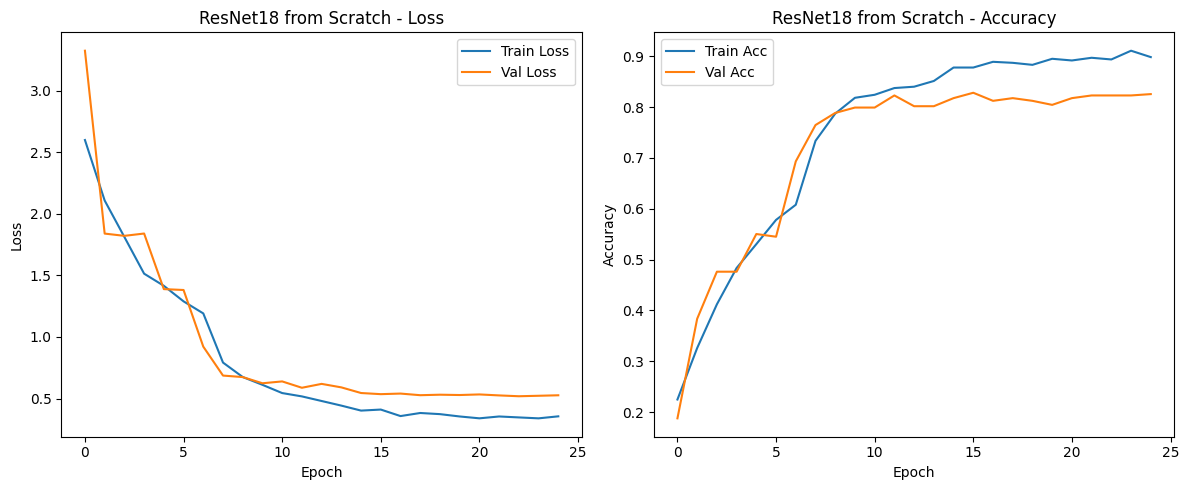 ResNet18 from Scratch - Loss
Train Loss
Val Loss
3.0
2.5
2.0
1.5
1.0
0.5
0
5
10
15
20
25
Loss
Epoch
ResNet18 from Scratch - Accuracy
Train Acc
Val Acc
0.9
0.8
0.7
0.6
0.5
0.4
0.3
0.2
0
5
10
15
20
25
Accuracy
Epoch